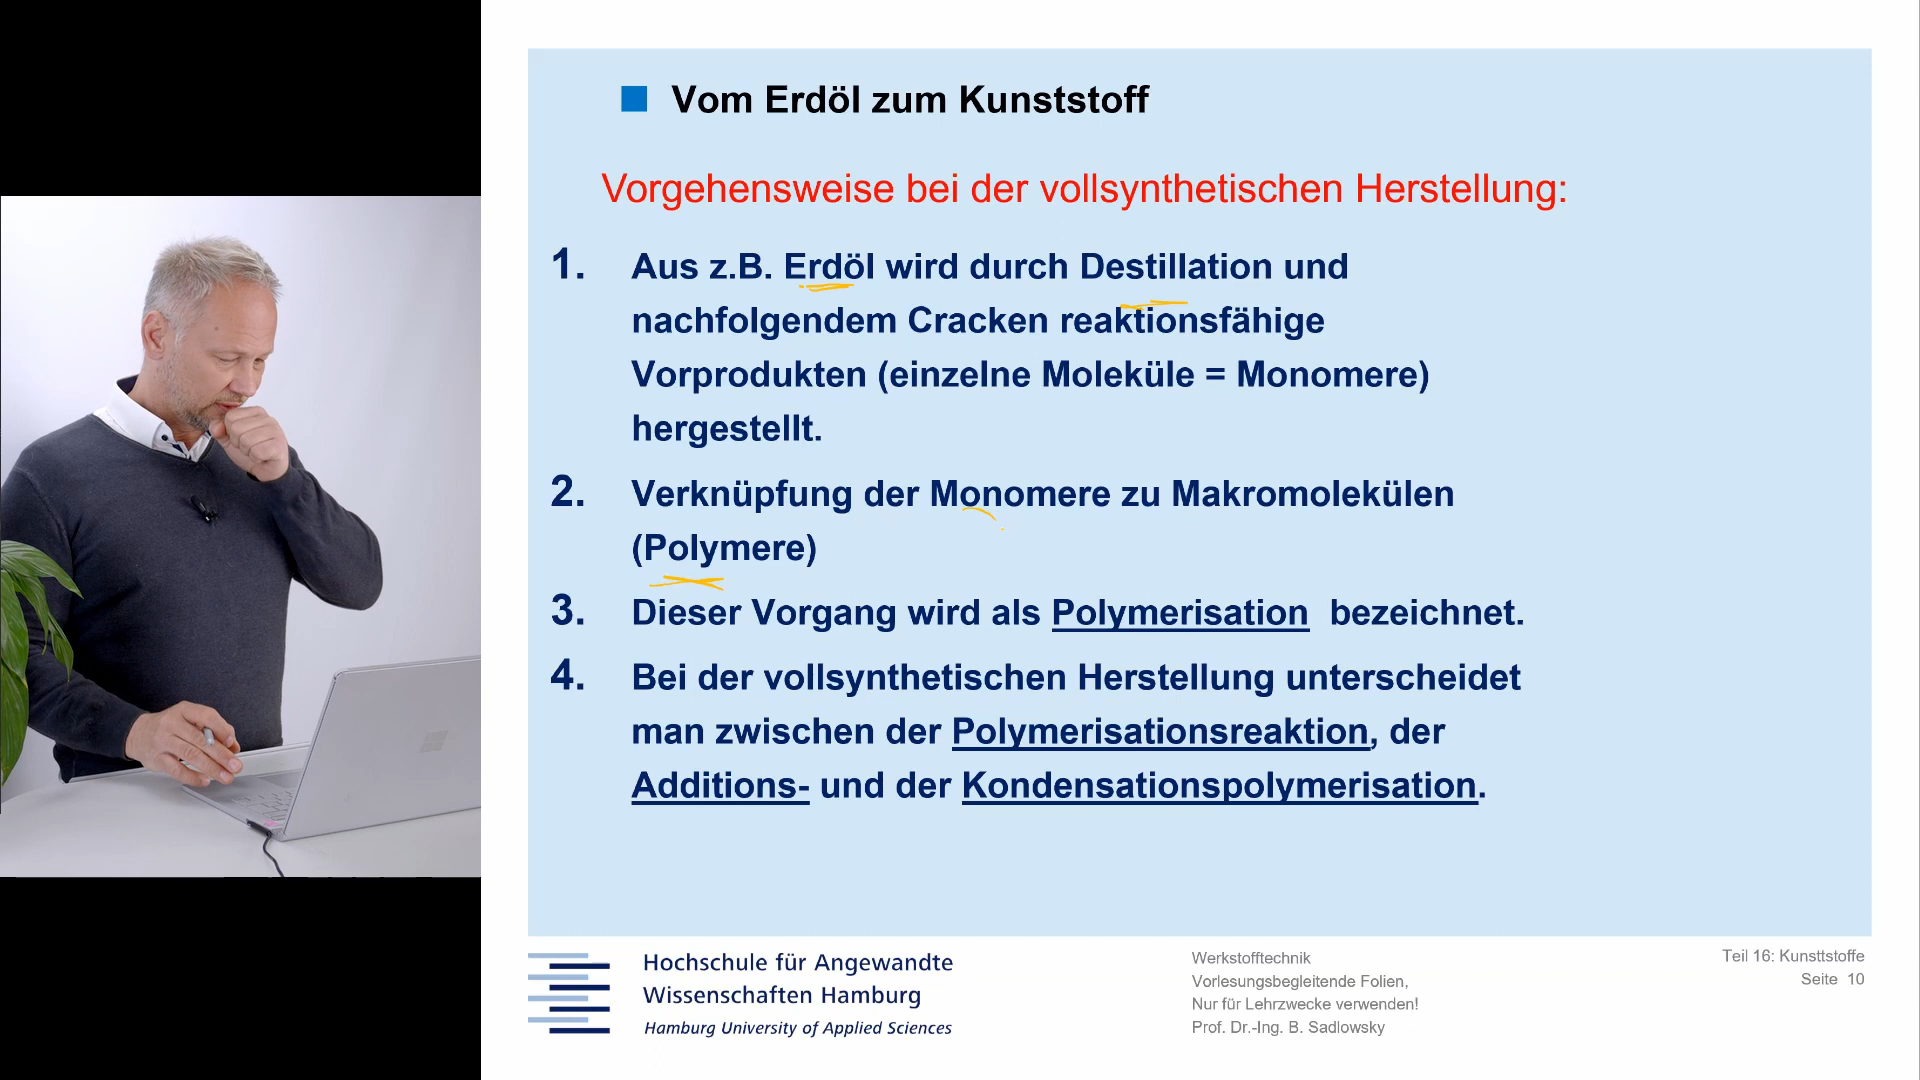 Vom Erdöl zum Kunststoff
Vorgehensweise bei der vollsynthetischen Herstellung:
1. Aus z.B. Erdöl wird durch Destillation und
nachfolgendem Cracken reaktionsfähige
Vorprodukten (einzelne Moleküle = Monomere)
hergestellt.
2. Verknüpfung der Monomere zu Makromolekülen
(Polymere)
3. Dieser Vorgang wird als Polymerisation bezeichnet.
4. Bei der vollsynthetischen Herstellung unterscheidet
man zwischen der Polymerisationsreaktion, der
Additions- und der Kondensationspolymerisation.
Hochschule für Angewandte
Wissenschaften Hamburg
Hamburg University of Applied Sciences
Werkstofftechnik
Vorlesungsbegleitende Folien,
Nur für Lehrzwecke verwenden!
Prof. Dr.-Ing. B. Sadlowsky
Teil 16: Kunsttstoffe
Seite 10